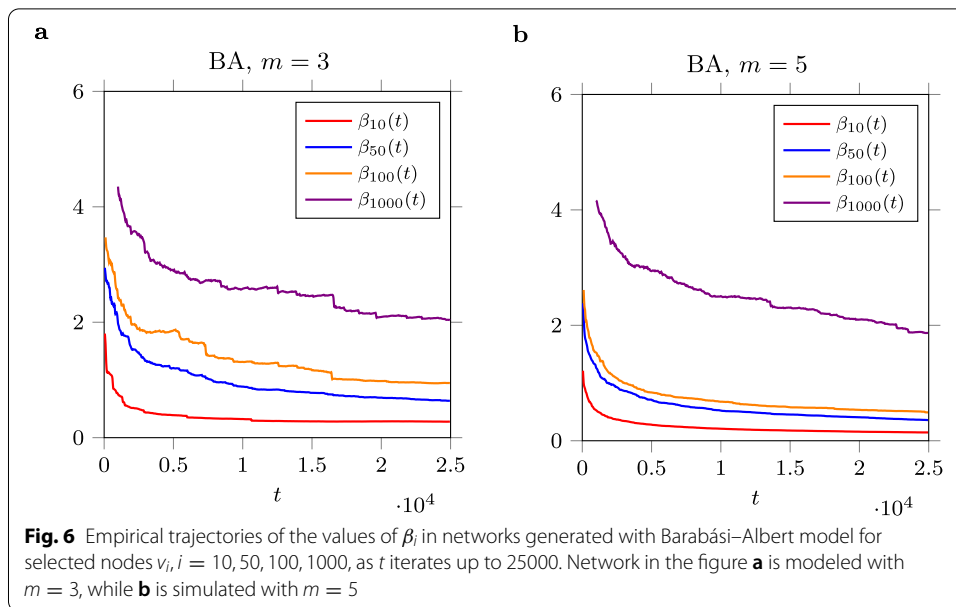 a
BA, m = 3
6
4
2
0
0
0.5
1
1.5
2
2.5
t
·10⁴
β₁₀(t)
β₅₀(t)
β₁₀₀(t)
β₁₀₀₀(t)
b
BA, m = 5
6
4
2
0
0
0.5
1
1.5
2
2.5
t
·10⁴
β₁₀(t)
β₅₀(t)
β₁₀₀(t)
β₁₀₀₀(t)
Fig. 6 Empirical trajectories of the values of βᵢ in networks generated with Barabási–Albert model for
selected nodes vᵢ, i = 10, 50, 100, 1000, as t iterates up to 25000. Network in the figure a is modeled with
m = 3, while b is simulated with m = 5